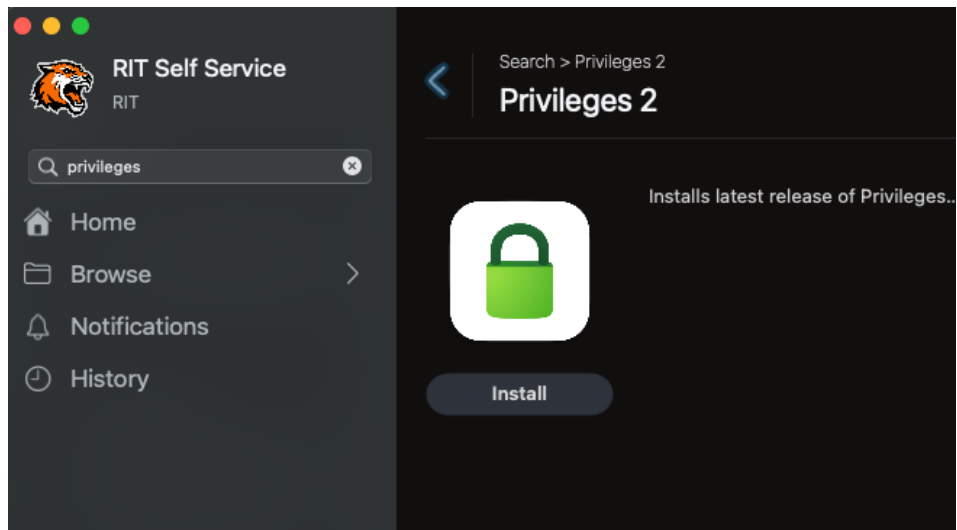 RIT Self Service
RIT
privileges
Home
Browse
Notifications
History
Search > Privileges 2
Privileges 2
Installs latest release of Privileges..
Install